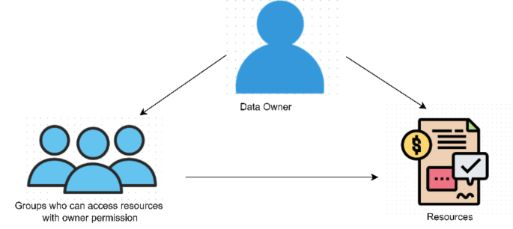 Data Owner
Groups who can access resources
with owner permission
Resources